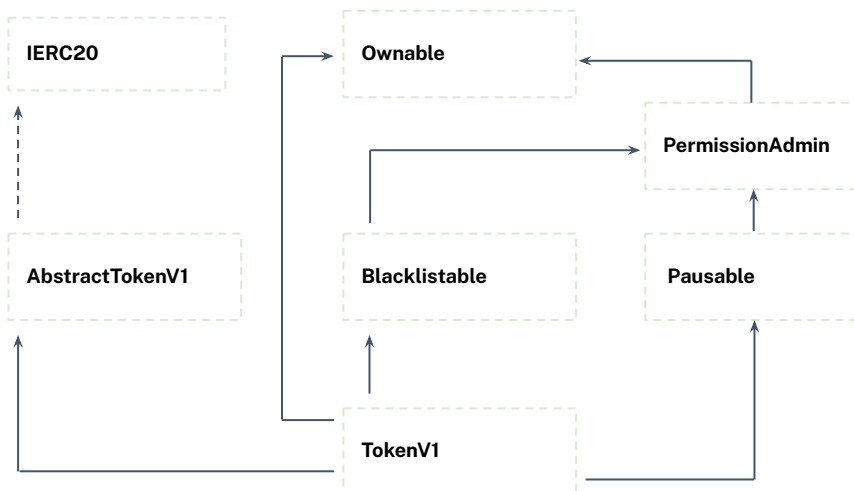 IERC20
Ownable
PermissionAdmin
AbstractTokenV1
Blacklistable
Pausable
TokenV1